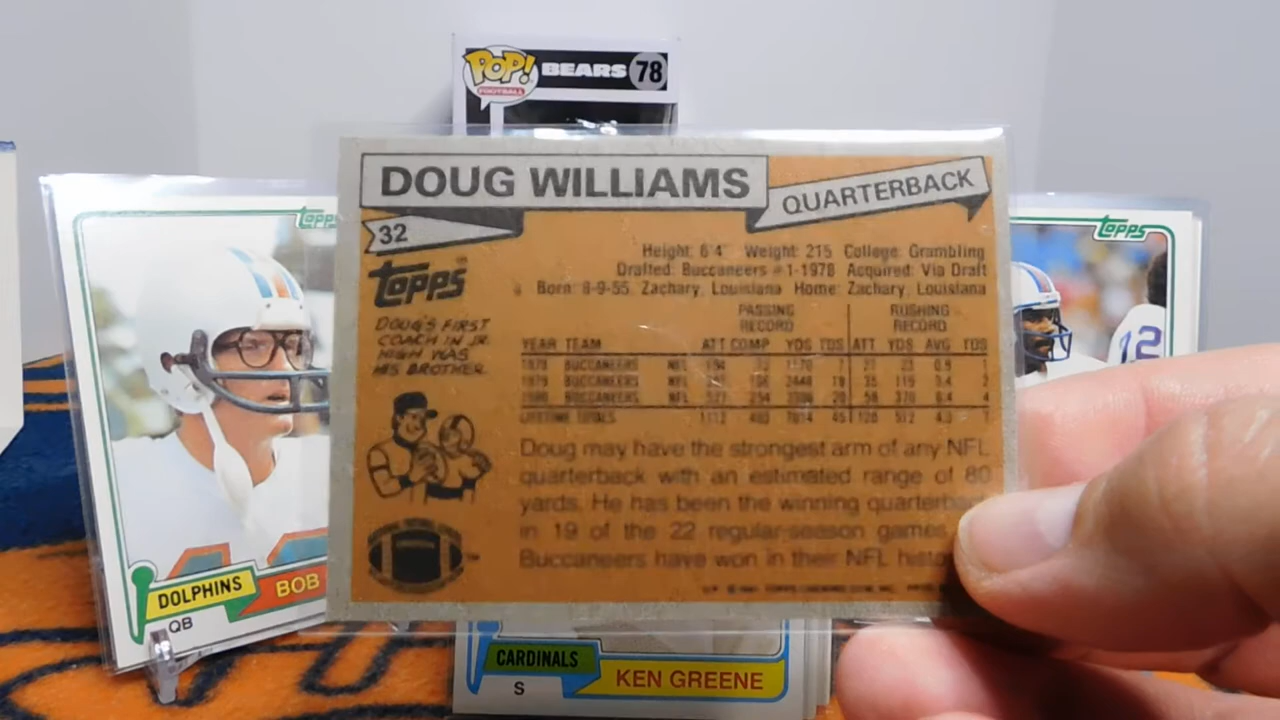 POP! BEARS 78
FOOTBALL
DOUG WILLIAMS
QUARTERBACK
32
Topps
Height: 6'4" Weight: 215 College: Grambling
Drafted: Buccaneers #1-1978 Acquired: Via Draft
Born: 8-9-55, Zachary, Louisiana Home: Zachary, Louisiana
DOUG'S FIRST
COACH IN JR.
HIGH WAS
HIS BROTHER.
PASSING RUSHING
RECORD RECORD
YEAR TEAM ATT COMP YDS TDS ATT YDS AVG TDS
1978 BUCCANEERS NFL
1979 BUCCANEERS NFL
1980 BUCCANEERS NFL
LIFETIME TOTALS
Doug may have the strongest arm of any NFL
quarterback with an estimated range of 80
yards. He has been the winning quarterback
in 19 of the 22 regular-season games
Buccaneers have won in their NFL
topps
DOLPHINS
BOB
QB
topps
12
CARDINALS
KEN GREENE
S